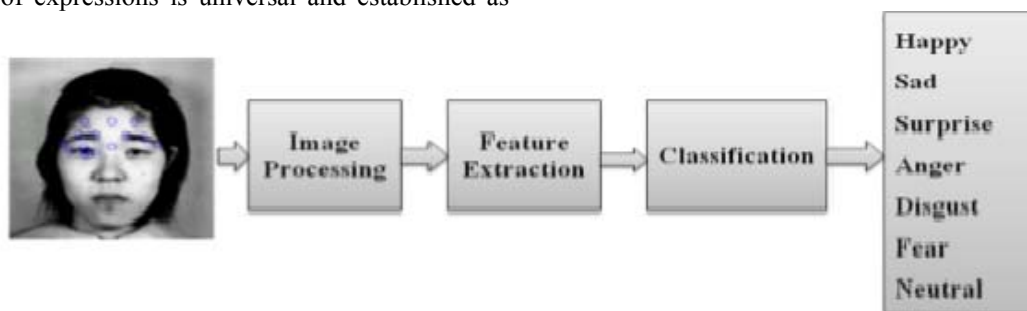 of expressions is universal and established as
Image
Processing
Feature
Extraction
Classification
Happy
Sad
Surprise
Anger
Disgust
Fear
Neutral